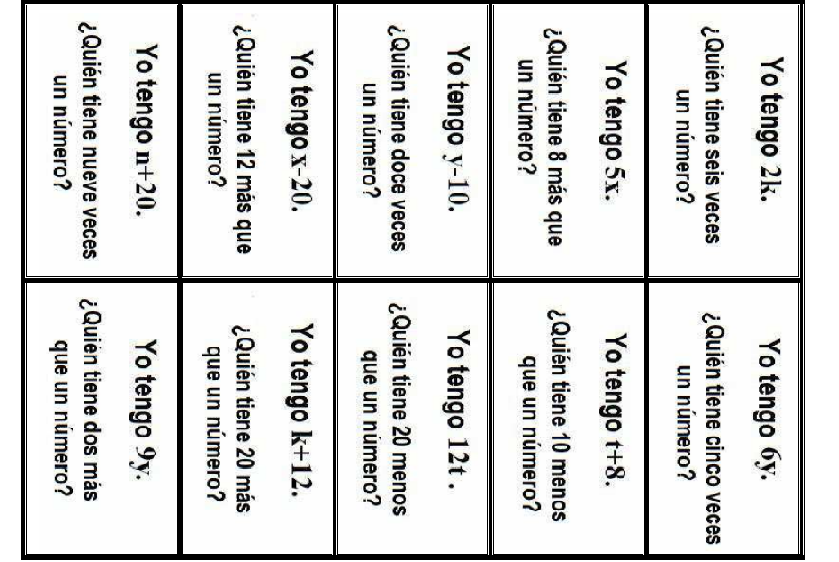 Yo tengo 2k.
¿Quién tiene seis veces
un número?
Yo tengo 6y.
¿Quién tiene cinco veces
un número?
Yo tengo 5x.
¿Quién tiene 8 más que
un número?
Yo tengo t+8.
¿Quién tiene 10 menos
que un número?
Yo tengo y-10.
¿Quién tiene doce veces
un número?
Yo tengo 12t .
¿Quién tiene 20 menos
que un número?
Yo tengo x-20.
¿Quién tiene 12 más que
un número?
Yo tengo k+12.
¿Quién tiene 20 más
que un número?
Yo tengo n+20.
¿Quién tiene nueve veces
un número?
Yo tengo 9y.
¿Quién tiene dos más
que un número?